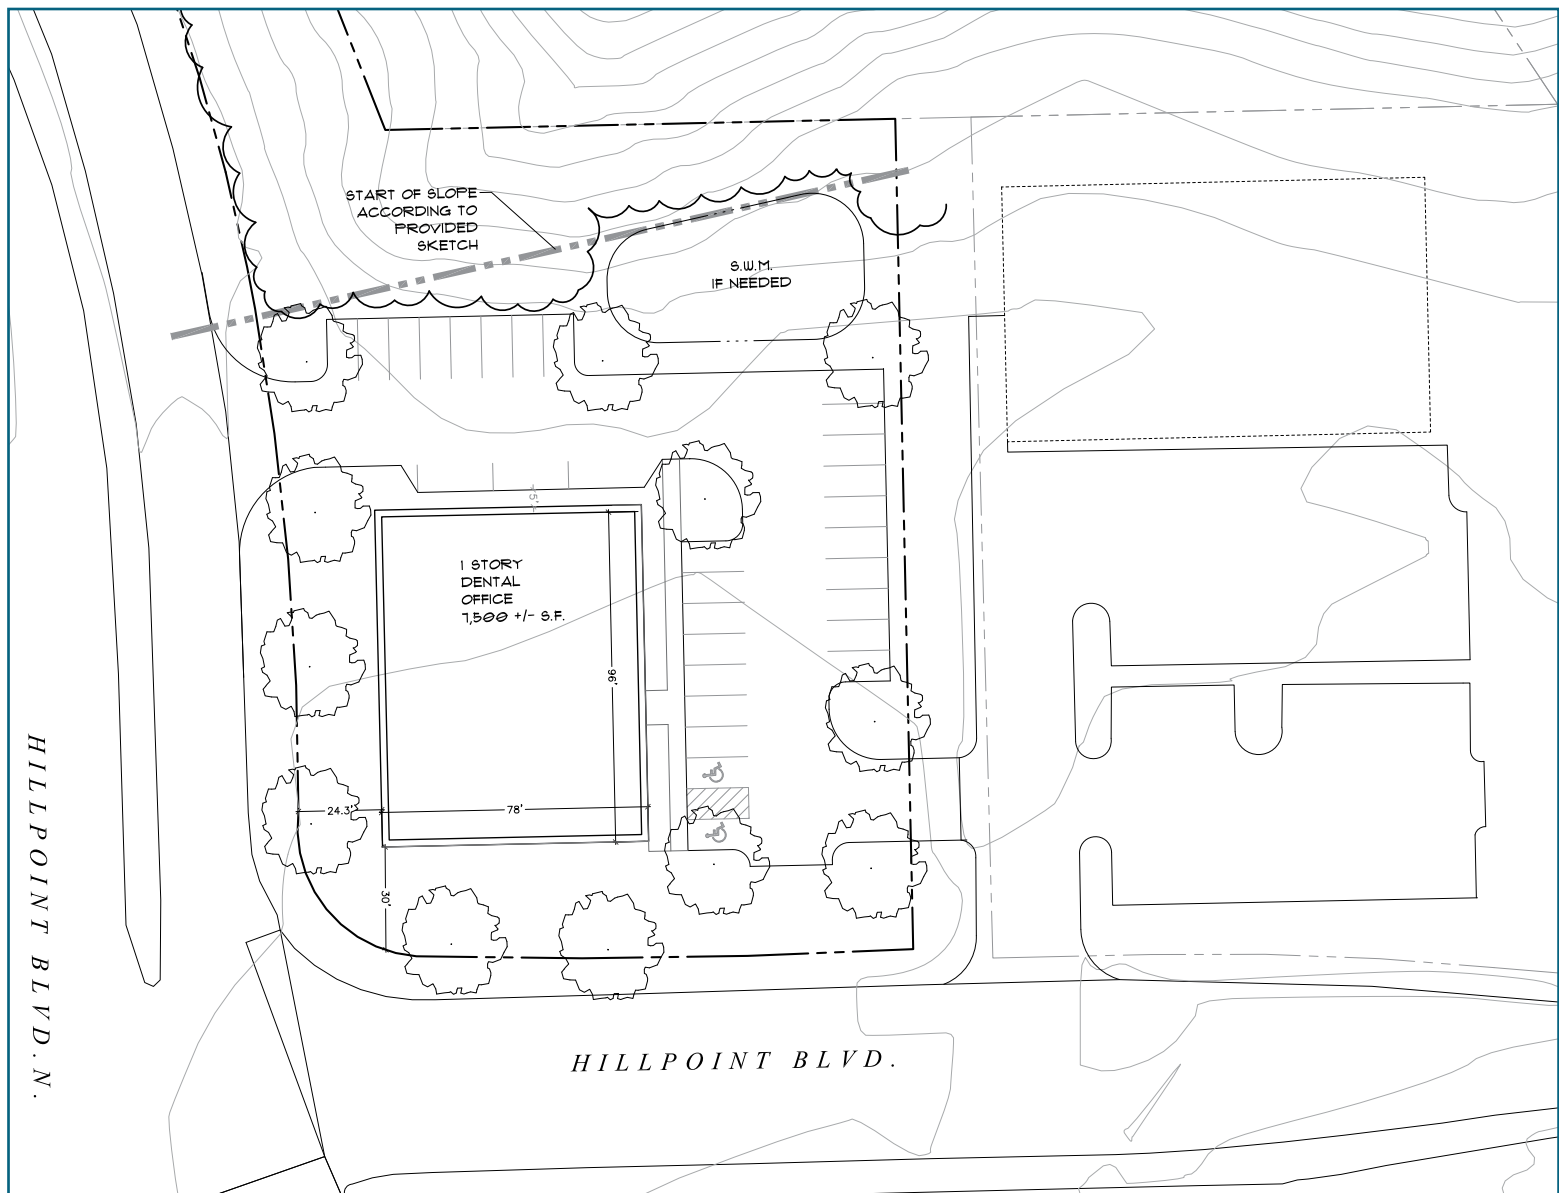 START OF SLOPE
ACCORDING TO
PROVIDED
SKETCH
S.W.M.
IF NEEDED
5'
1 STORY
DENTAL
OFFICE
7,500 +/- S.F.
96'
24.3'
78'
30'
HILLPOINT BLVD. N.
HILLPOINT BLVD.